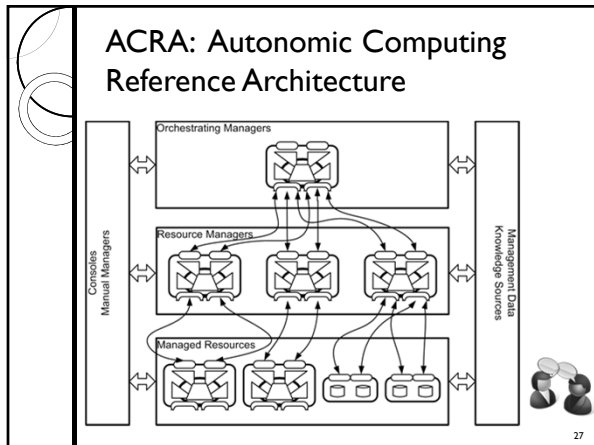 ACRA: Autonomic Computing
Reference Architecture
Orchestrating Managers
Consoles
Manual Managers
Resource Managers
Management Data
Knowledge Sources
Managed Resources
27